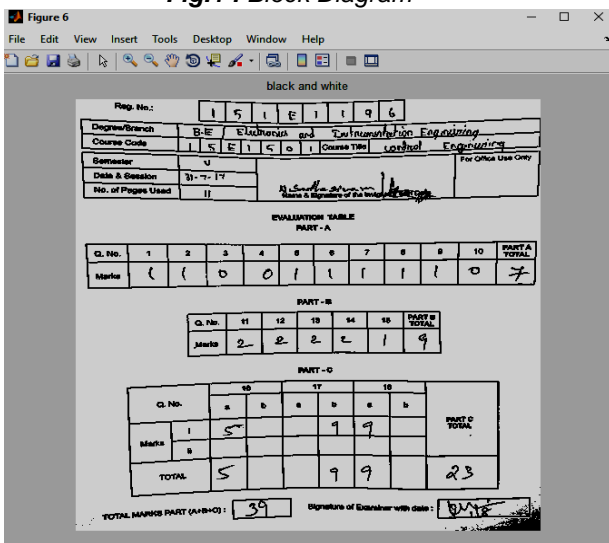 Fig.7: Block Diagram
Figure 6
File Edit View Insert Tools Desktop Window Help
black and white
Reg. No.: 1 5 1 E 1 1 9 6
Degree/Branch B-E Electronics and Instrumentation Engineering
Course Code 1 5 E 1 5 0 1 Course Title control Engineering
Semester V For Office Use Only
Date & Session 31-7-17
No. of Pages Used 11
Name & Signature of the
EVALUATION TABLE
PART - A
Q. No. 1 2 3 4 5 6 7 8 9 10 PART A TOTAL
Marks 1 1 0 0 1 1 1 1 1 0 7
PART - B
Q. No. 11 12 13 14 15 PART B TOTAL
Marks 2 2 2 2 1 9
PART - C
16 17 18
Q. No. a b a b a b PART C TOTAL
Marks I 5 9 9
II
TOTAL 5 9 9 23
TOTAL MARKS PART (A+B+C) : 39 Signature of Examiner with date :